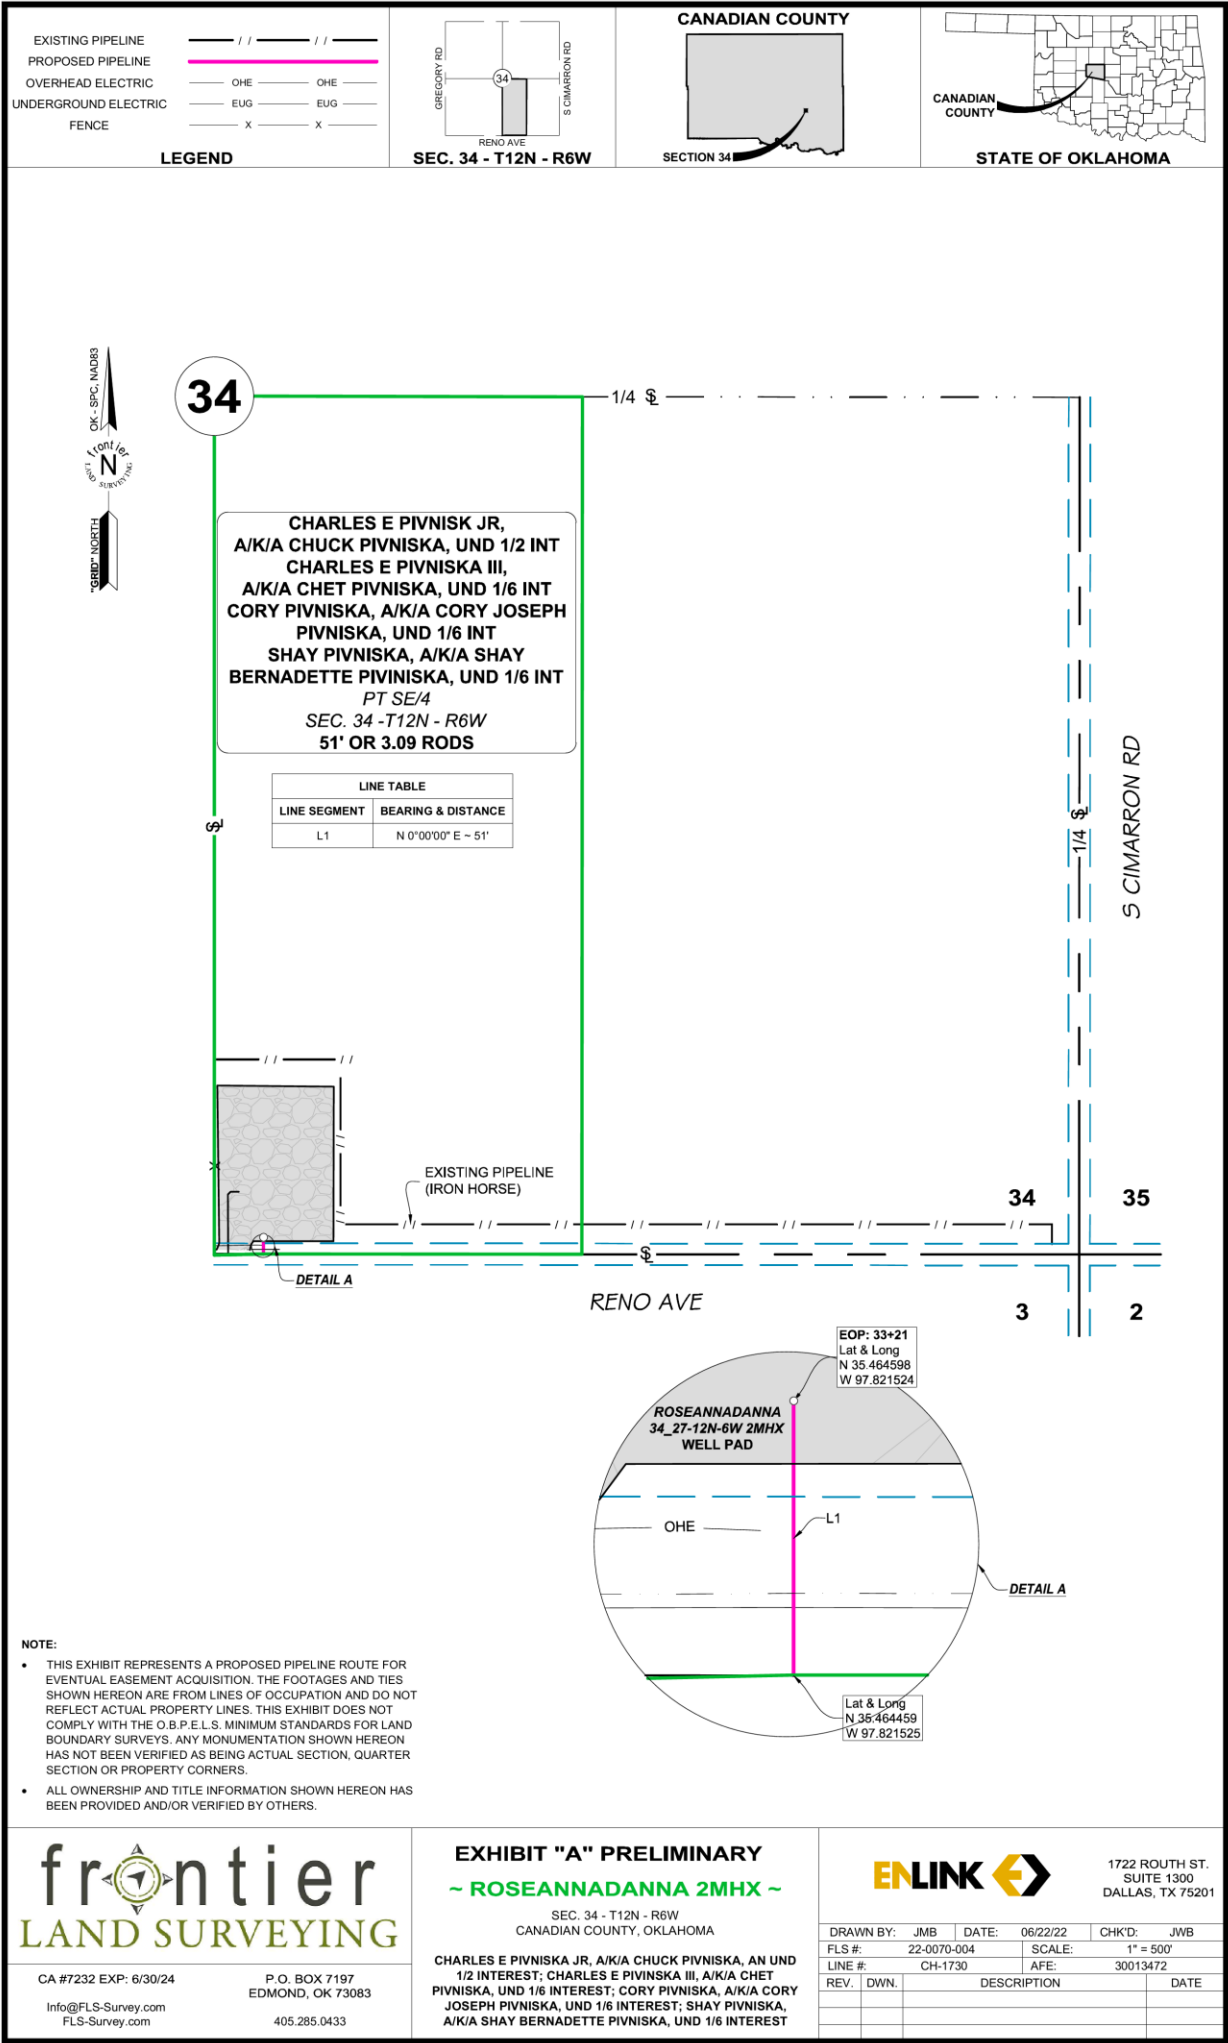 EXISTING PIPELINE
PROPOSED PIPELINE
OVERHEAD ELECTRIC
OHE OHE
UNDERGROUND ELECTRIC
EUG EUG
FENCE
X X
LEGEND
GREGORY RD
34
S CIMARRON RD
RENO AVE
SEC. 34 - T12N - R6W
CANADIAN COUNTY
SECTION 34
CANADIAN
COUNTY
STATE OF OKLAHOMA
OK - SPC, NAD83
frontier
LAND SURVEYING
N
"GRID" NORTH
34
1/4 SL
CHARLES E PIVNISK JR,
A/K/A CHUCK PIVNISKA, UND 1/2 INT
CHARLES E PIVNISKA III,
A/K/A CHET PIVNISKA, UND 1/6 INT
CORY PIVNISKA, A/K/A CORY JOSEPH
PIVNISKA, UND 1/6 INT
SHAY PIVNISKA, A/K/A SHAY
BERNADETTE PIVINISKA, UND 1/6 INT
PT SE/4
SEC. 34 -T12N - R6W
51' OR 3.09 RODS
LINE TABLE
LINE SEGMENT BEARING & DISTANCE
L1 N 0°00'00" E ~ 51'
SL
1/4 SL
S CIMARRON RD
X
EXISTING PIPELINE
(IRON HORSE)
34 35
SL
DETAIL A
RENO AVE
3 2
EOP: 33+21
Lat & Long
N 35.464598
W 97.821524
ROSEANNADANNA
34_27-12N-6W 2MHX
WELL PAD
OHE
L1
DETAIL A
Lat & Long
N 35.464459
W 97.821525
NOTE:
• THIS EXHIBIT REPRESENTS A PROPOSED PIPELINE ROUTE FOR
EVENTUAL EASEMENT ACQUISITION. THE FOOTAGES AND TIES
SHOWN HEREON ARE FROM LINES OF OCCUPATION AND DO NOT
REFLECT ACTUAL PROPERTY LINES. THIS EXHIBIT DOES NOT
COMPLY WITH THE O.B.P.E.L.S. MINIMUM STANDARDS FOR LAND
BOUNDARY SURVEYS. ANY MONUMENTATION SHOWN HEREON
HAS NOT BEEN VERIFIED AS BEING ACTUAL SECTION, QUARTER
SECTION OR PROPERTY CORNERS.
• ALL OWNERSHIP AND TITLE INFORMATION SHOWN HEREON HAS
BEEN PROVIDED AND/OR VERIFIED BY OTHERS.
frontier
LAND SURVEYING
CA #7232 EXP: 6/30/24
Info@FLS-Survey.com
FLS-Survey.com
P.O. BOX 7197
EDMOND, OK 73083
405.285.0433
EXHIBIT "A" PRELIMINARY
~ ROSEANNADANNA 2MHX ~
SEC. 34 - T12N - R6W
CANADIAN COUNTY, OKLAHOMA
CHARLES E PIVNISKA JR, A/K/A CHUCK PIVNISKA, AN UND
1/2 INTEREST; CHARLES E PIVINSKA III, A/K/A CHET
PIVNISKA, UND 1/6 INTEREST; CORY PIVNISKA, A/K/A CORY
JOSEPH PIVNISKA, UND 1/6 INTEREST; SHAY PIVNISKA,
A/K/A SHAY BERNADETTE PIVNISKA, UND 1/6 INTEREST
ENLINK
1722 ROUTH ST.
SUITE 1300
DALLAS, TX 75201
DRAWN BY: JMB DATE: 06/22/22 CHK'D: JWB
FLS #: 22-0070-004 SCALE: 1" = 500'
LINE #: CH-1730 AFE: 30013472
REV. DWN. DESCRIPTION DATE